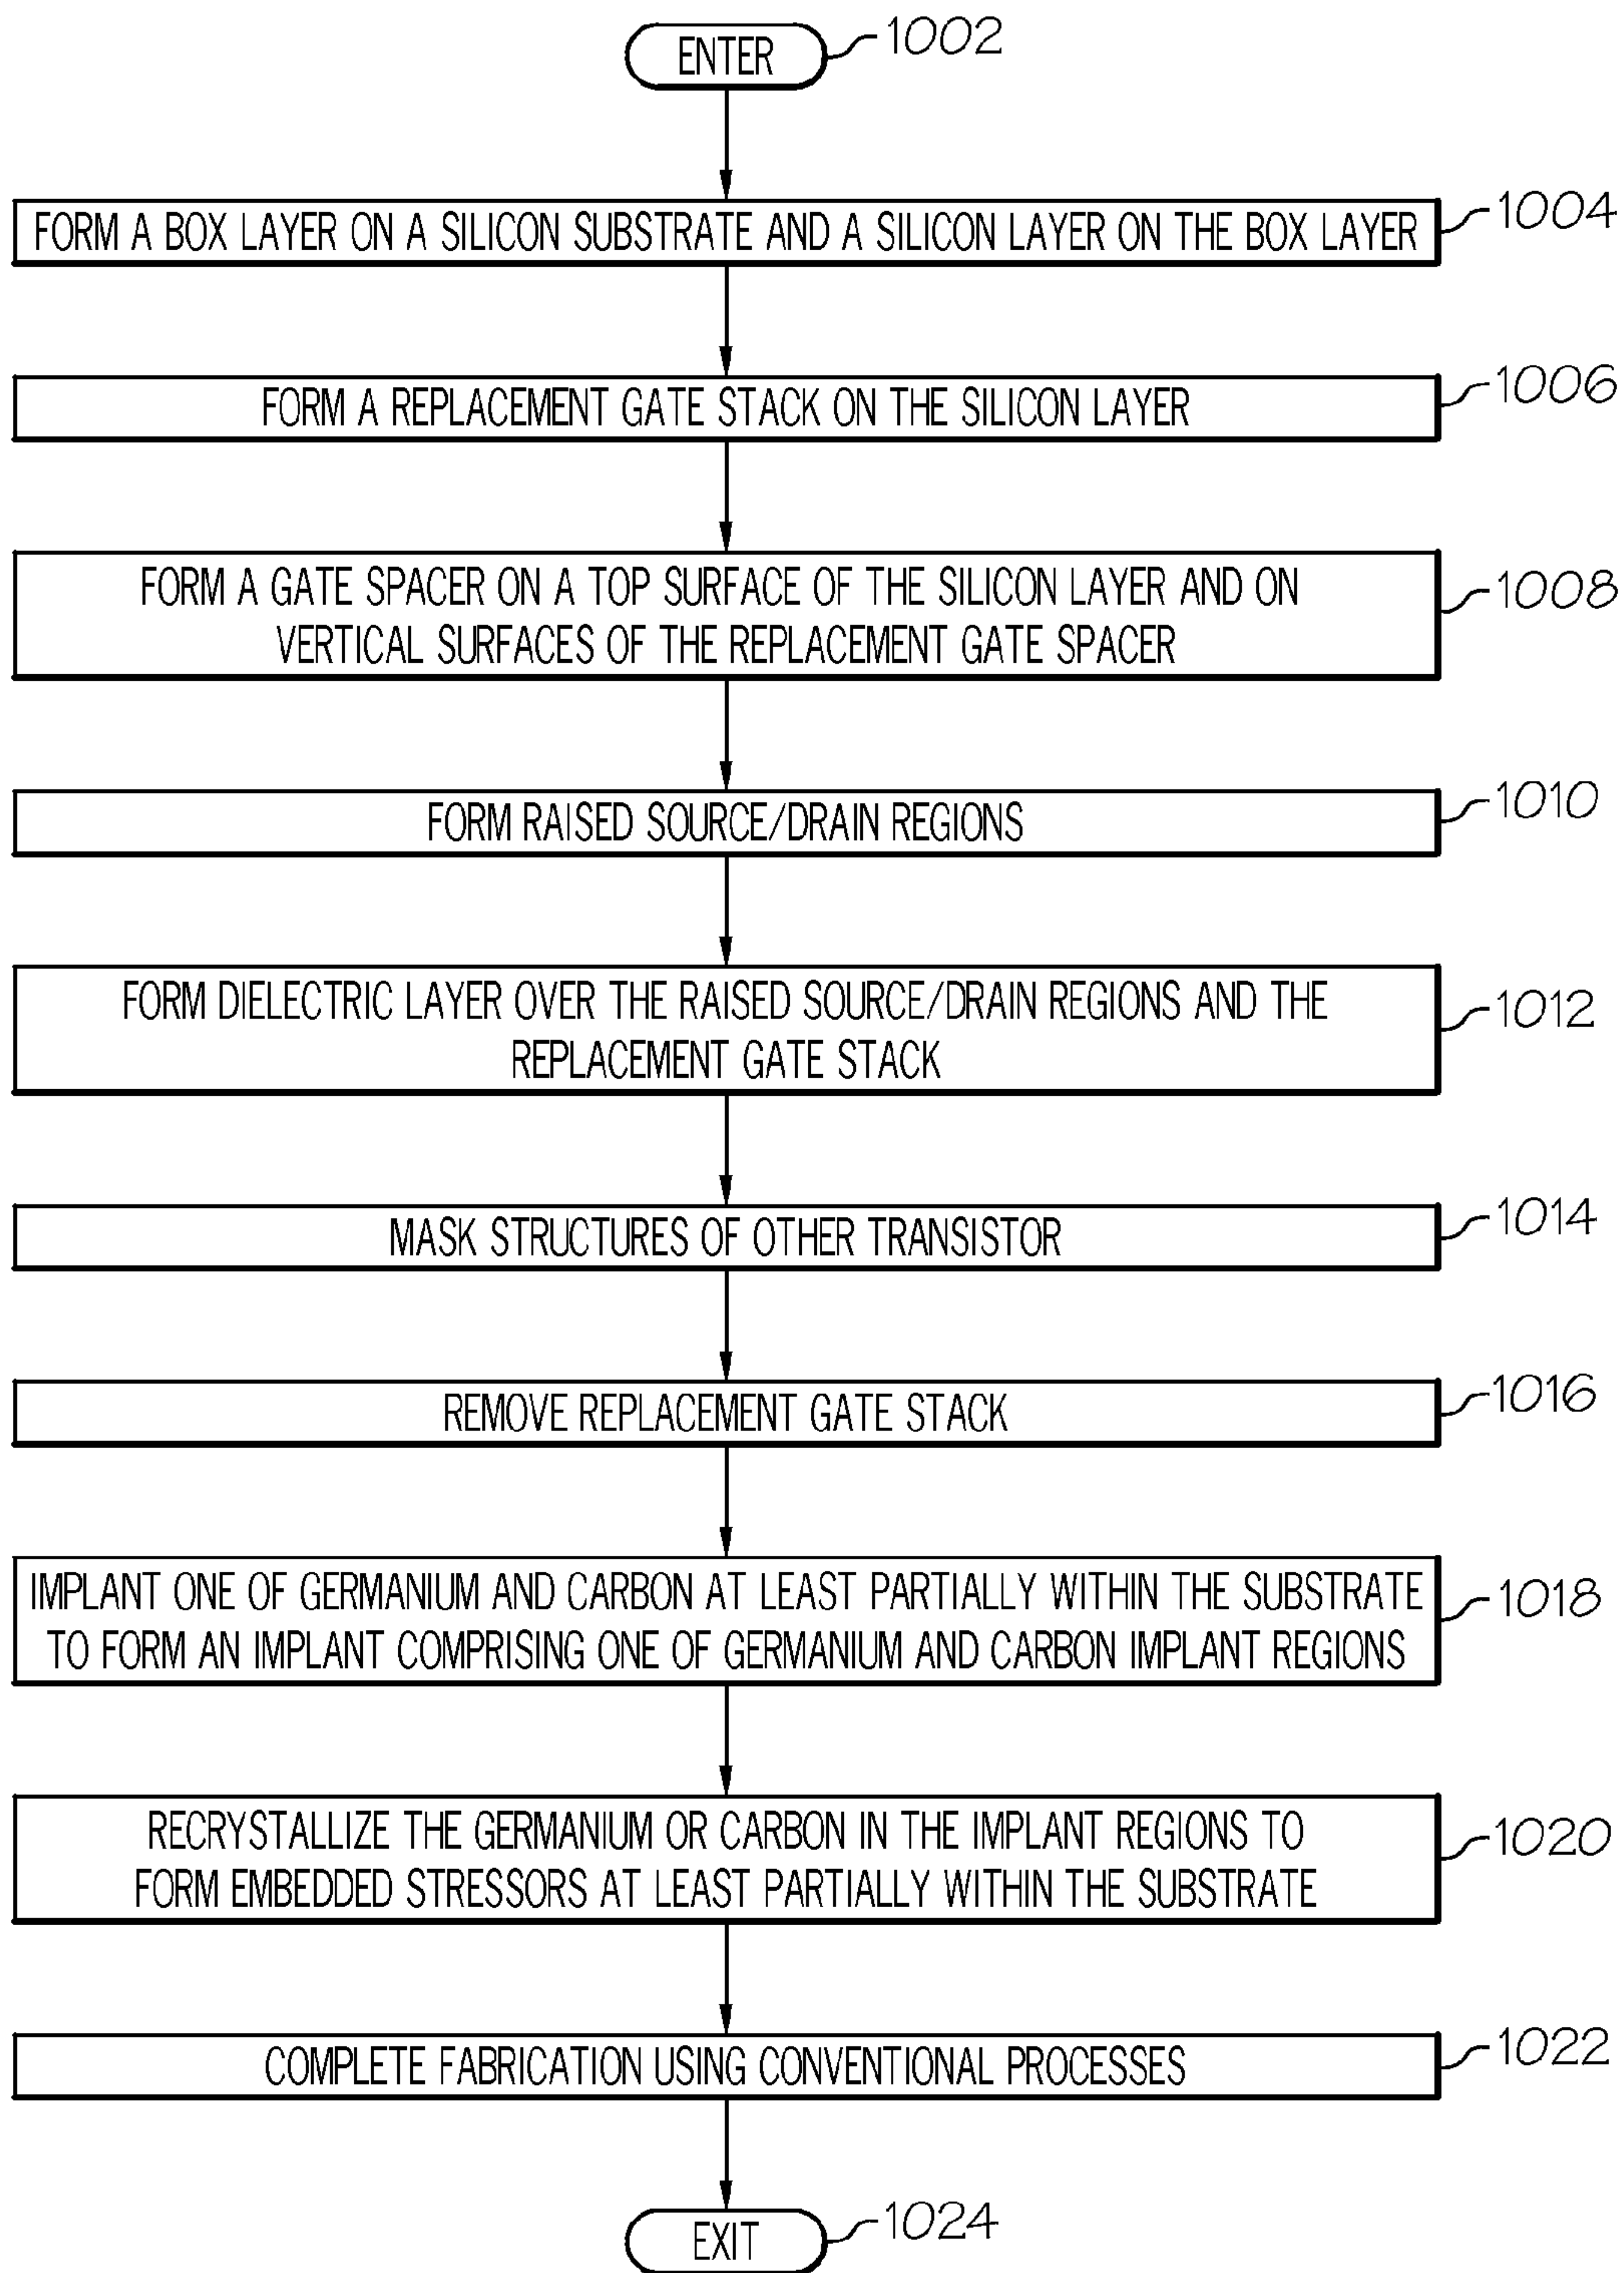 ENTER
1002
FORM A BOX LAYER ON A SILICON SUBSTRATE AND A SILICON LAYER ON THE BOX LAYER
1004
FORM A REPLACEMENT GATE STACK ON THE SILICON LAYER
1006
FORM A GATE SPACER ON A TOP SURFACE OF THE SILICON LAYER AND ON
VERTICAL SURFACES OF THE REPLACEMENT GATE SPACER
1008
FORM RAISED SOURCE/DRAIN REGIONS
1010
FORM DIELECTRIC LAYER OVER THE RAISED SOURCE/DRAIN REGIONS AND THE
REPLACEMENT GATE STACK
1012
MASK STRUCTURES OF OTHER TRANSISTOR
1014
REMOVE REPLACEMENT GATE STACK
1016
IMPLANT ONE OF GERMANIUM AND CARBON AT LEAST PARTIALLY WITHIN THE SUBSTRATE
TO FORM AN IMPLANT COMPRISING ONE OF GERMANIUM AND CARBON IMPLANT REGIONS
1018
RECRYSTALLIZE THE GERMANIUM OR CARBON IN THE IMPLANT REGIONS TO
FORM EMBEDDED STRESSORS AT LEAST PARTIALLY WITHIN THE SUBSTRATE
1020
COMPLETE FABRICATION USING CONVENTIONAL PROCESSES
1022
EXIT
1024